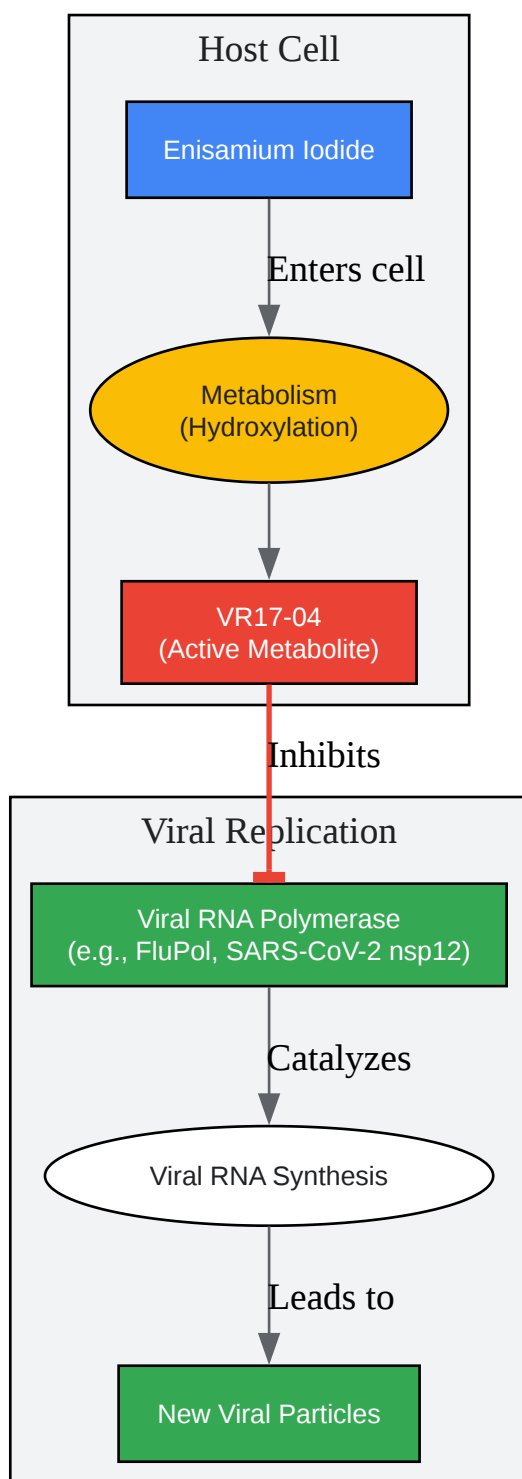 Host Cell
Enisamium Iodide
Enters cell
Metabolism
(Hydroxylation)
VR17-04
(Active Metabolite)
Inhibits
Viral Replication
Viral RNA Polymerase
(e.g., FluPol, SARS-CoV-2 nsp12)
Catalyzes
Viral RNA Synthesis
Leads to
New Viral Particles